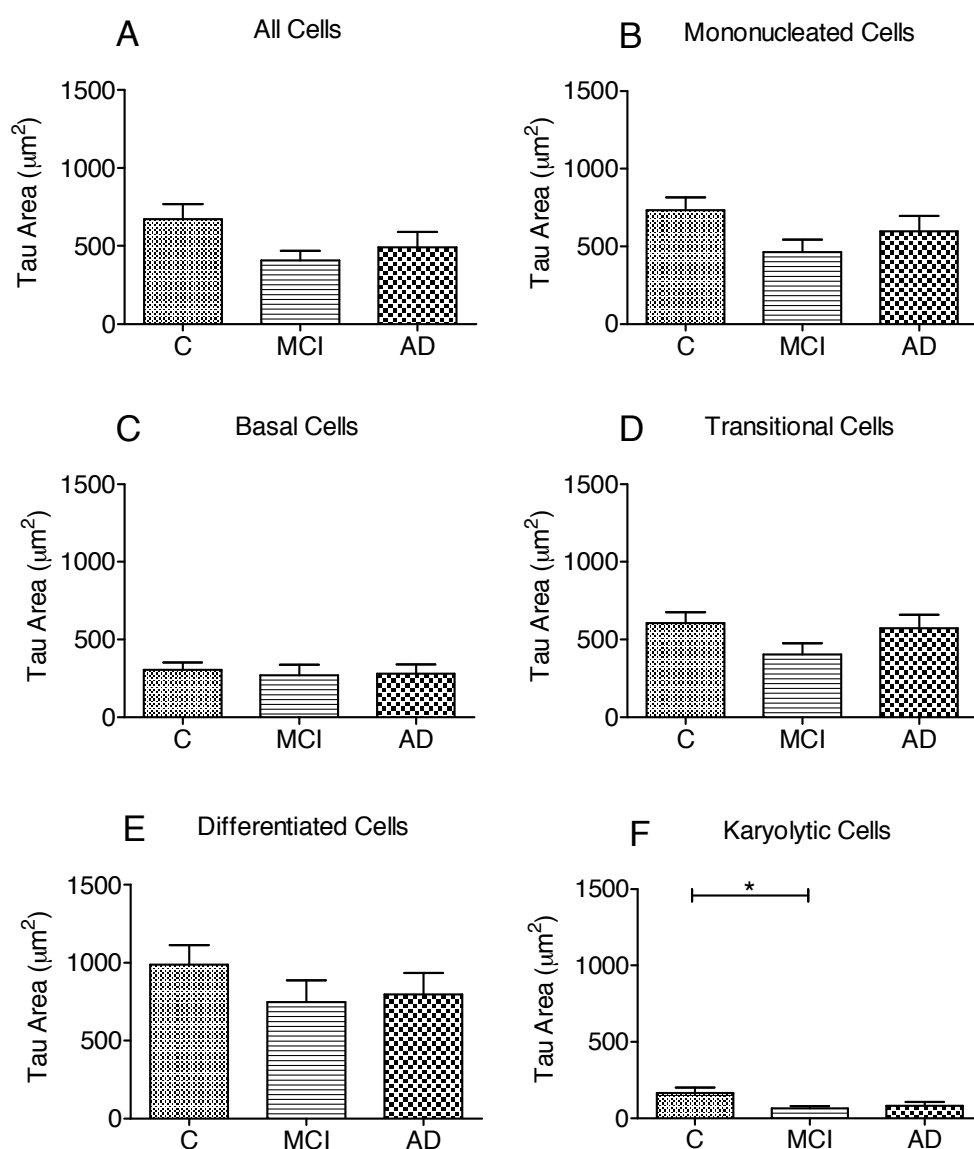 A All Cells
Tau Area (μm²)
1500
1000
500
0
C MCI AD
B Mononucleated Cells
Tau Area (μm²)
1500
1000
500
0
C MCI AD
C Basal Cells
Tau Area (μm²)
1500
1000
500
0
C MCI AD
D Transitional Cells
Tau Area (μm²)
1500
1000
500
0
C MCI AD
E Differentiated Cells
Tau Area (μm²)
1500
1000
500
0
C MCI AD
F Karyolytic Cells
Tau Area (μm²)
1500
1000
500
0
*
C MCI AD